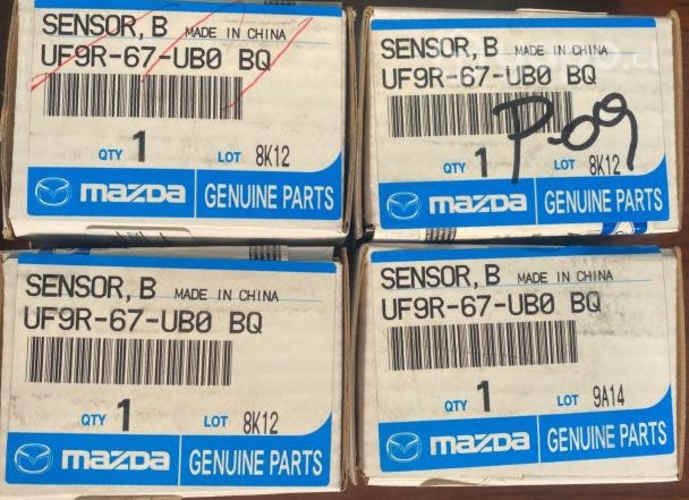 SENSOR, B MADE IN CHINA
UF9R-67-UB0 BQ
QTY 1 LOT 8K12
mazda GENUINE PARTS
SENSOR, B MADE IN CHINA
UF9R-67-UB0 BQ
P-09
QTY 1 LOT 8K12
mazda GENUINE PARTS
SENSOR, B MADE IN CHINA
UF9R-67-UB0 BQ
QTY 1 LOT 8K12
mazda GENUINE PARTS
SENSOR, B MADE IN CHINA
UF9R-67-UB0 BQ
QTY 1 LOT 9A14
mazda GENUINE PARTS